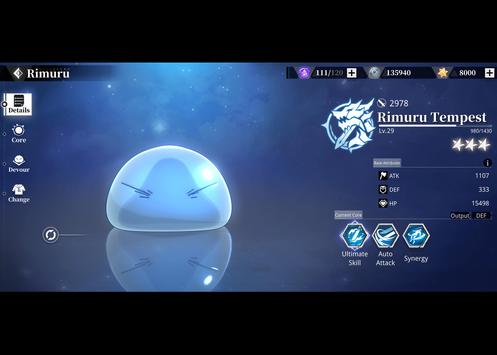 Rimuru
111/120
135940
8000
Details
Core
Devour
Change
2978
Rimuru Tempest
Lv.29
980/1430
Base Attribute
ATK 1107
DEF 333
HP 15498
Current Core
Output DEF
Ultimate Skill
Auto Attack
Synergy